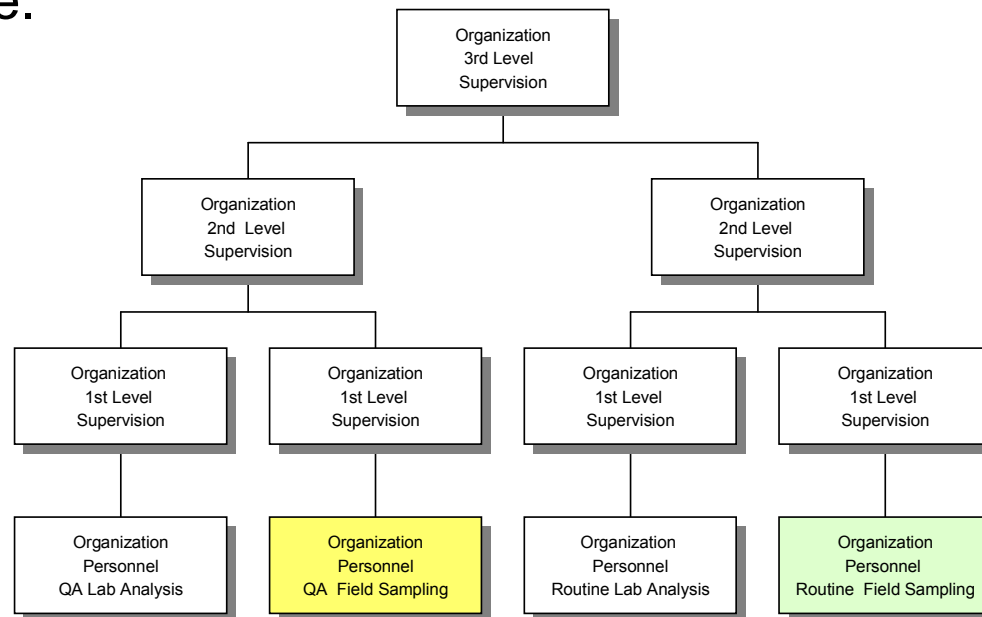 e.
Organization
3rd Level
Supervision
Organization
2nd Level
Supervision
Organization
2nd Level
Supervision
Organization
1st Level
Supervision
Organization
1st Level
Supervision
Organization
1st Level
Supervision
Organization
1st Level
Supervision
Organization
Personnel
QA Lab Analysis
Organization
Personnel
QA Field Sampling
Organization
Personnel
Routine Lab Analysis
Organization
Personnel
Routine Field Sampling